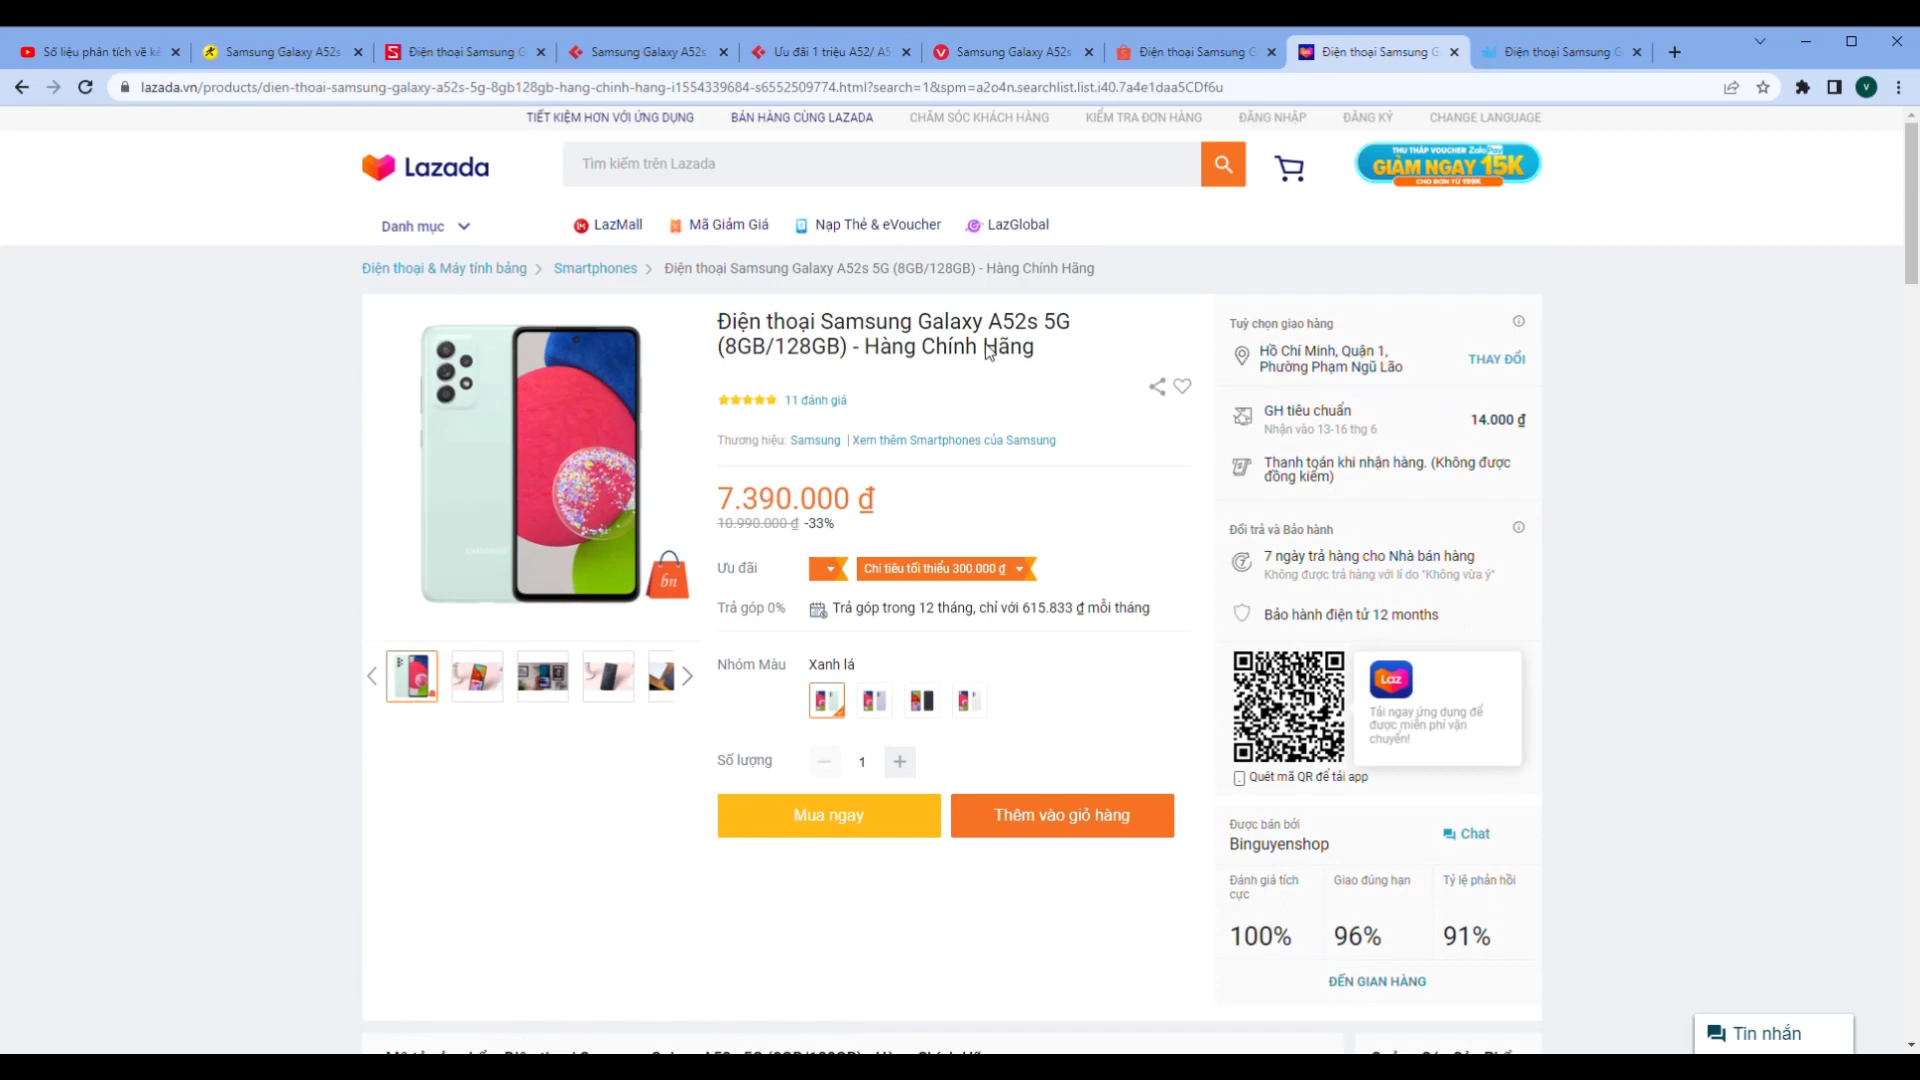 Số liệu phân tích về kê
Samsung Galaxy A52s
Điện thoại Samsung G
Samsung Galaxy A52s
Ưu đãi 1 triệu A52/ A5
Samsung Galaxy A52s
Điện thoại Samsung G
Điện thoại Samsung G
Điện thoại Samsung G
lazada.vn/products/dien-thoai-samsung-galaxy-a52s-5g-8gb128gb-hang-chinh-hang-i1554339684-s6552509774.html?search=1&spm=a2o4n.searchlist.list.i40.7a4e1daa5CDf6u
V
TIẾT KIỆM HƠN VỚI ỨNG DỤNG
BÁN HÀNG CÙNG LAZADA
CHĂM SÓC KHÁCH HÀNG
KIỂM TRA ĐƠN HÀNG
ĐĂNG NHẬP
ĐĂNG KÝ
CHANGE LANGUAGE
Lazada
Tìm kiếm trên Lazada
THU THẬP VOUCHER ZaloPay
GIẢM NGAY 15K
CHO ĐƠN TỪ 199K
Danh mục
LazMall
Mã Giảm Giá
Nạp Thẻ & eVoucher
LazGlobal
Điện thoại & Máy tính bảng > Smartphones > Điện thoại Samsung Galaxy A52s 5G (8GB/128GB) - Hàng Chính Hãng
Điện thoại Samsung Galaxy A52s 5G
(8GB/128GB) - Hàng Chính Hãng
11 đánh giá
Thương hiệu: Samsung | Xem thêm Smartphones của Samsung
7.390.000 ₫
10.990.000 ₫ -33%
Ưu đãi
Chi tiêu tối thiểu 300.000 ₫
Trả góp 0%
Trả góp trong 12 tháng, chỉ với 615.833 ₫ mỗi tháng
bn
Nhóm Màu
Xanh lá
Số lượng
1
Mua ngay
Thêm vào giỏ hàng
Tuỳ chọn giao hàng
Hồ Chí Minh, Quận 1,
Phường Phạm Ngũ Lão
THAY ĐỔI
GH tiêu chuẩn
Nhận vào 13-16 thg 6
14.000 ₫
Thanh toán khi nhận hàng. (Không được
đồng kiểm)
Đổi trả và Bảo hành
7 ngày trả hàng cho Nhà bán hàng
Không được trả hàng với lí do "Không vừa ý"
Bảo hành điện tử 12 months
Laz
Tải ngay ứng dụng để
được miễn phí vận
chuyển!
Quét mã QR để tải app
Được bán bởi
Binguyenshop
Chat
Đánh giá tích
cực
Giao đúng hạn
Tỷ lệ phản hồi
100%
96%
91%
ĐẾN GIAN HÀNG
Tin nhắn